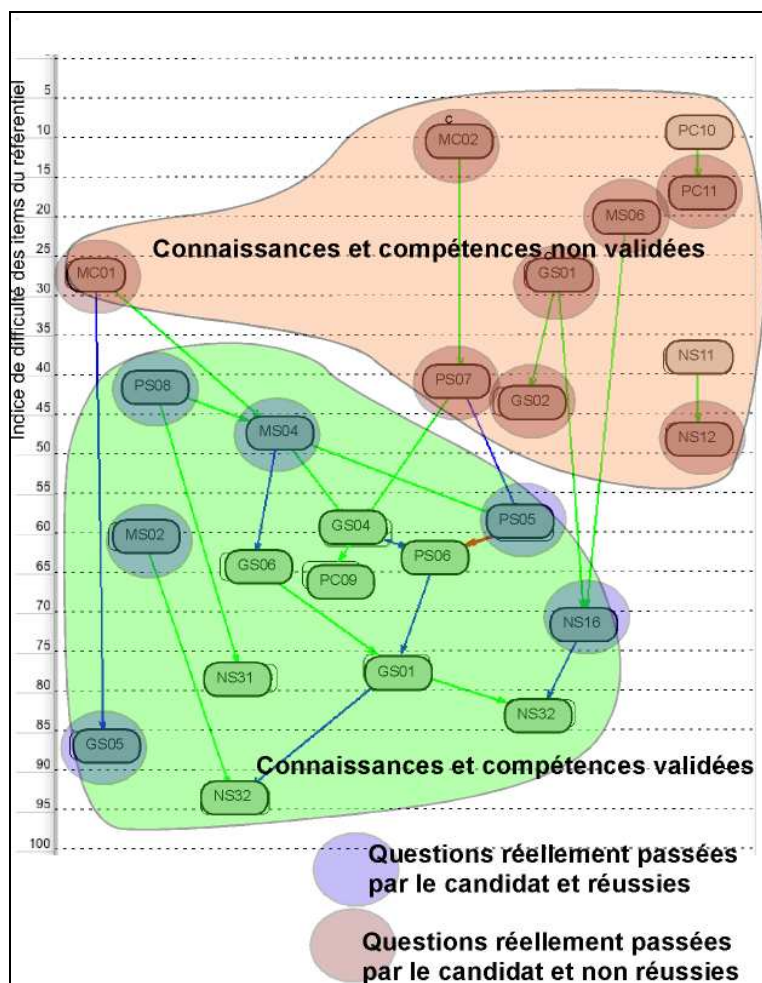 Indice de difficulté des items du référentiel
5
10
15
20
25
30
35
40
45
50
55
60
65
70
75
80
85
90
95
100
C
MC02
PC10
PC11
MS06
Connaissances et compétences non validées
MC01
GS01
PS08
PS07
GS02
NS11
NS12
MS04
MS02
GS04
PS05
PS06
GS06
PC09
NS16
NS31
GS01
NS32
GS05
Connaissances et compétences validées
NS32
Questions réellement passées
par le candidat et réussies
Questions réellement passées
par le candidat et non réussies